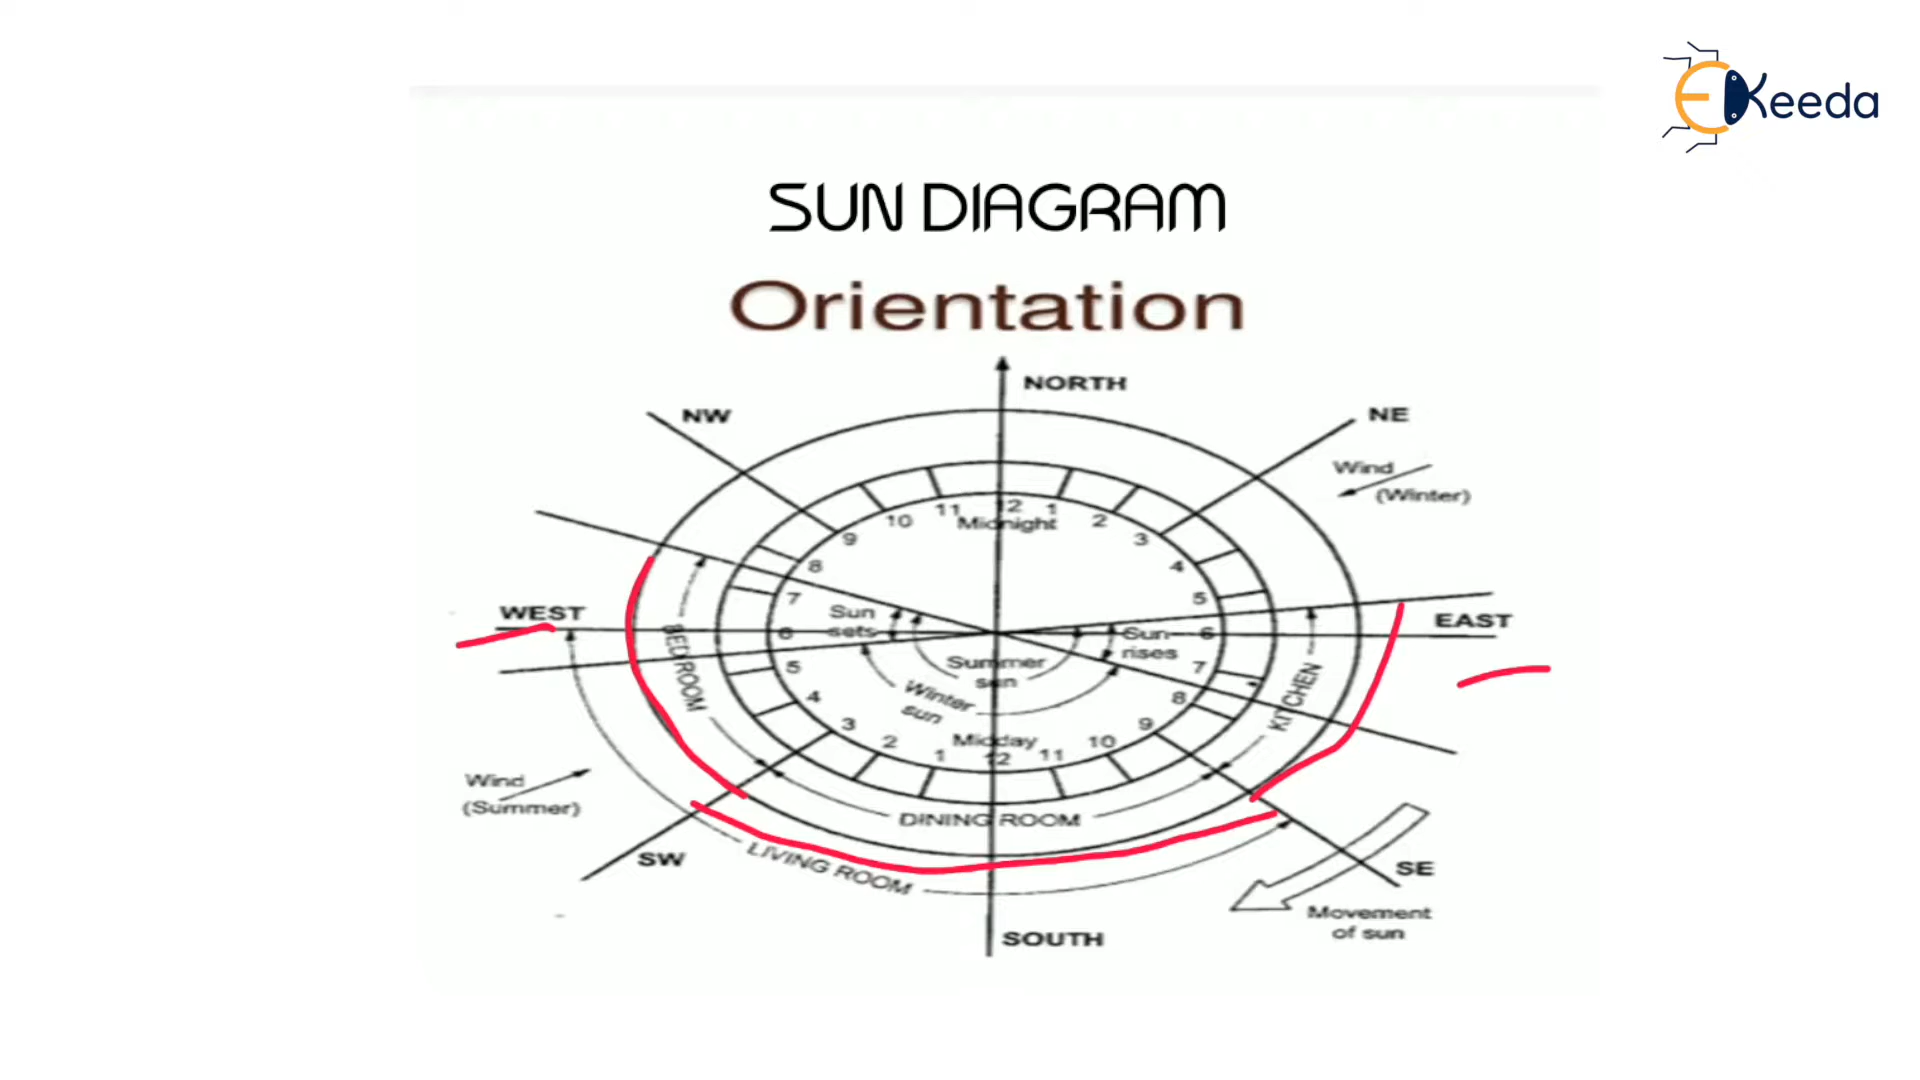 EKeeda
SUN DIAGRAM
Orientation
NORTH
NW
NE
Wind
(Winter)
12
11
1
10
2
Midnight
9
3
8
4
7
5
WEST
Sun
sets
6
Sun
rises
6
EAST
BEDROOM
Summer
sun
5
7
KITCHEN
Winter
sun
4
8
3
9
2
Midday
10
1
12
11
Wind
(Summer)
DINING ROOM
SW
LIVING ROOM
SE
Movement
of sun
SOUTH